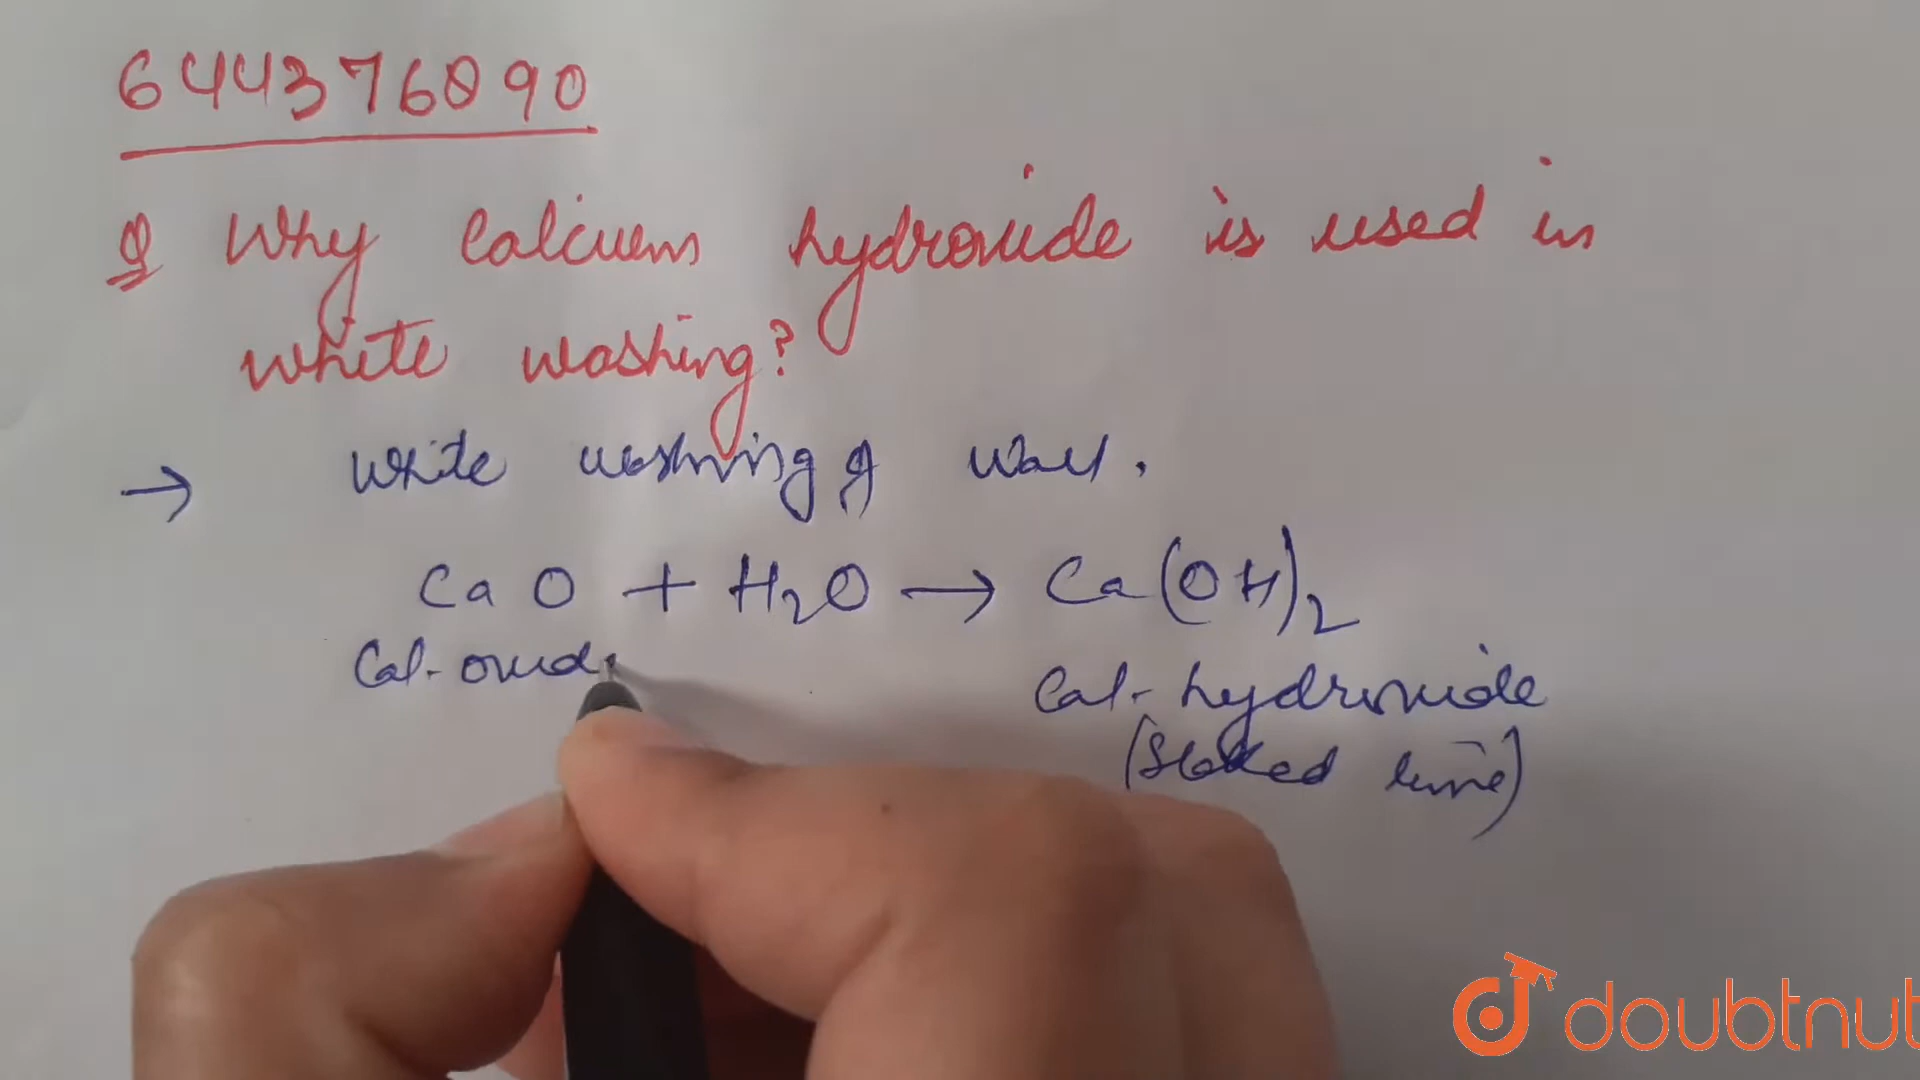 644376090
Q Why Calcium hydroxide is used in
white washing?
→ White washing of wall.
CaO + H2O → Ca(OH)2
Cal-oxid
Cal-hydroxide
(Slaked lime)
doubtnut